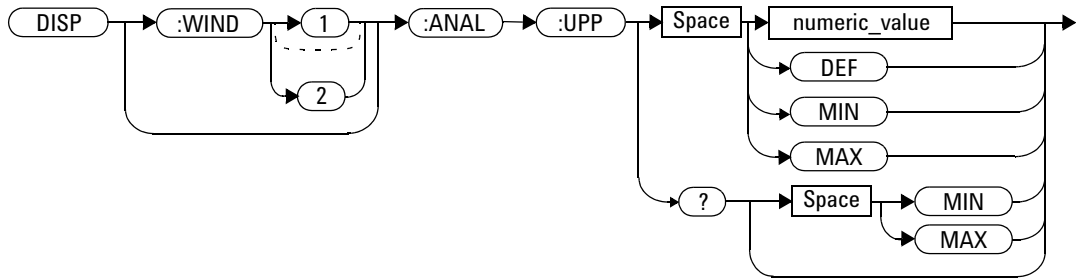 DISP :WIND 1 :ANAL :UPP Space numeric_value
2 DEF
MIN
MAX
? Space MIN
MAX